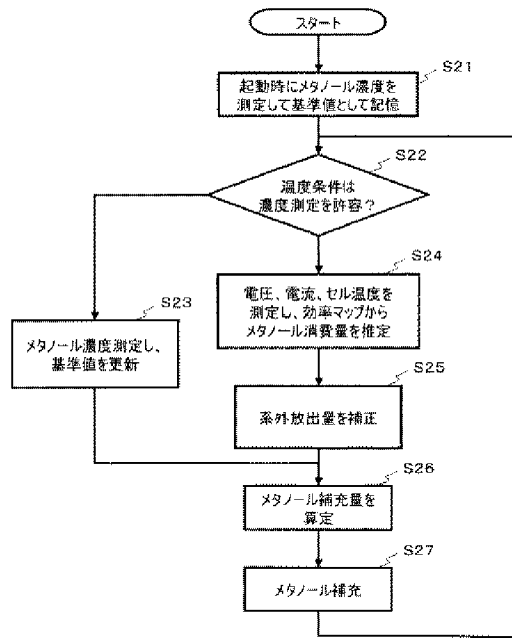 スタート
S21
起動時にメタノール濃度を
測定して基準値として記憶
S22
温度条件は
濃度測定を許容？
S24
電圧、電流、セル温度を
測定し、効率マップから
メタノール消費量を推定
S23
メタノール濃度測定し、
基準値を更新
S25
系外放出量を補正
S26
メタノール補充量を
算定
S27
メタノール補充